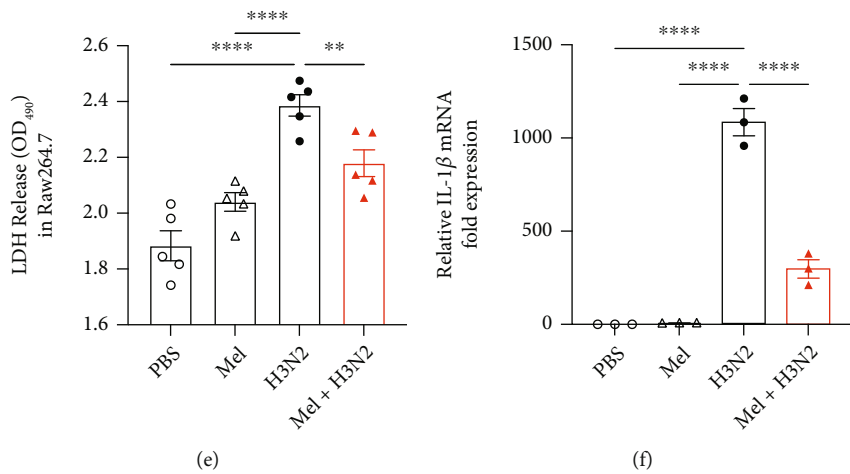 LDH Release (OD490)
in Raw264.7
2.6
2.4
2.2
2.0
1.8
1.6
****
****
**
PBS
Mel
H3N2
Mel + H3N2
(e)
Relative IL-1β mRNA
fold expression
1500
1000
500
0
****
****
****
PBS
Mel
H3N2
Mel + H3N2
(f)